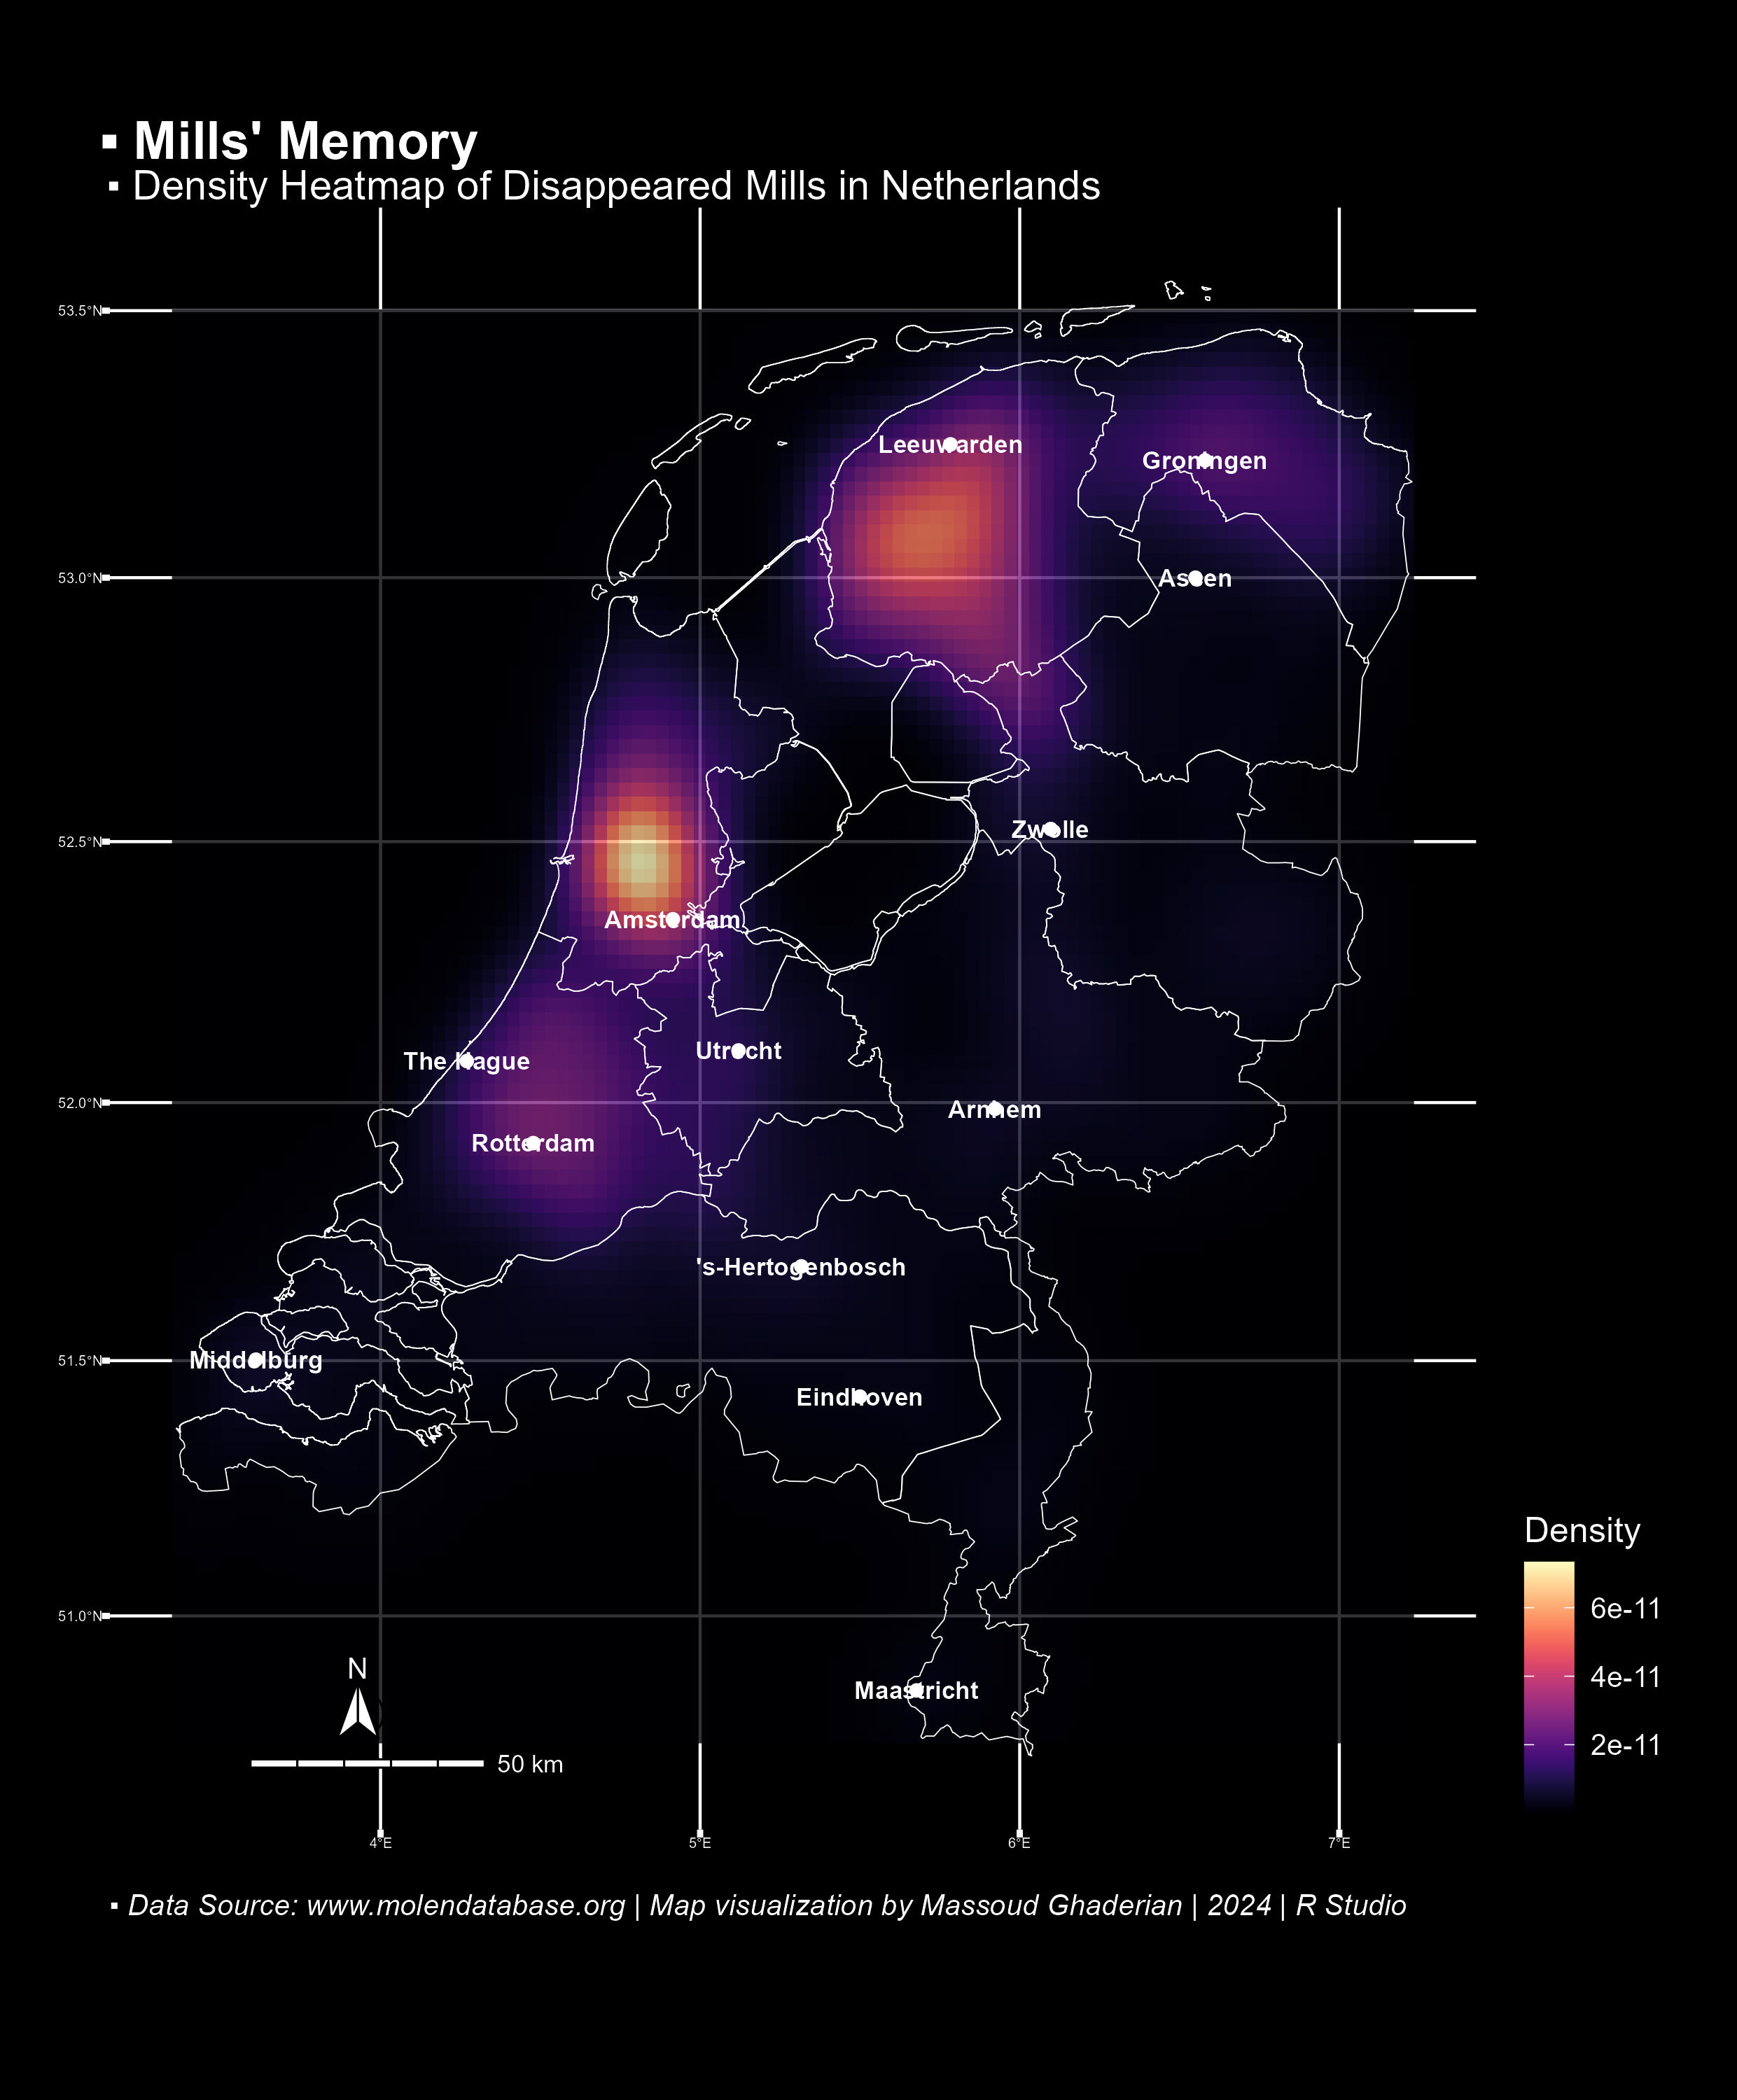 ▪ Mills' Memory
▪ Density Heatmap of Disappeared Mills in Netherlands
53.5°N
Leeuwarden
Groningen
53.0°N
Assen
52.5°N
Zwolle
Amsterdam
Utrecht
The Hague
52.0°N
Arnhem
Rotterdam
's-Hertogenbosch
51.5°N
Middelburg
Eindhoven
Density
6e-11
4e-11
2e-11
51.0°N
Maastricht
N
50 km
4°E
5°E
6°E
7°E
▪ Data Source: www.molendatabase.org | Map visualization by Massoud Ghaderian | 2024 | R Studio